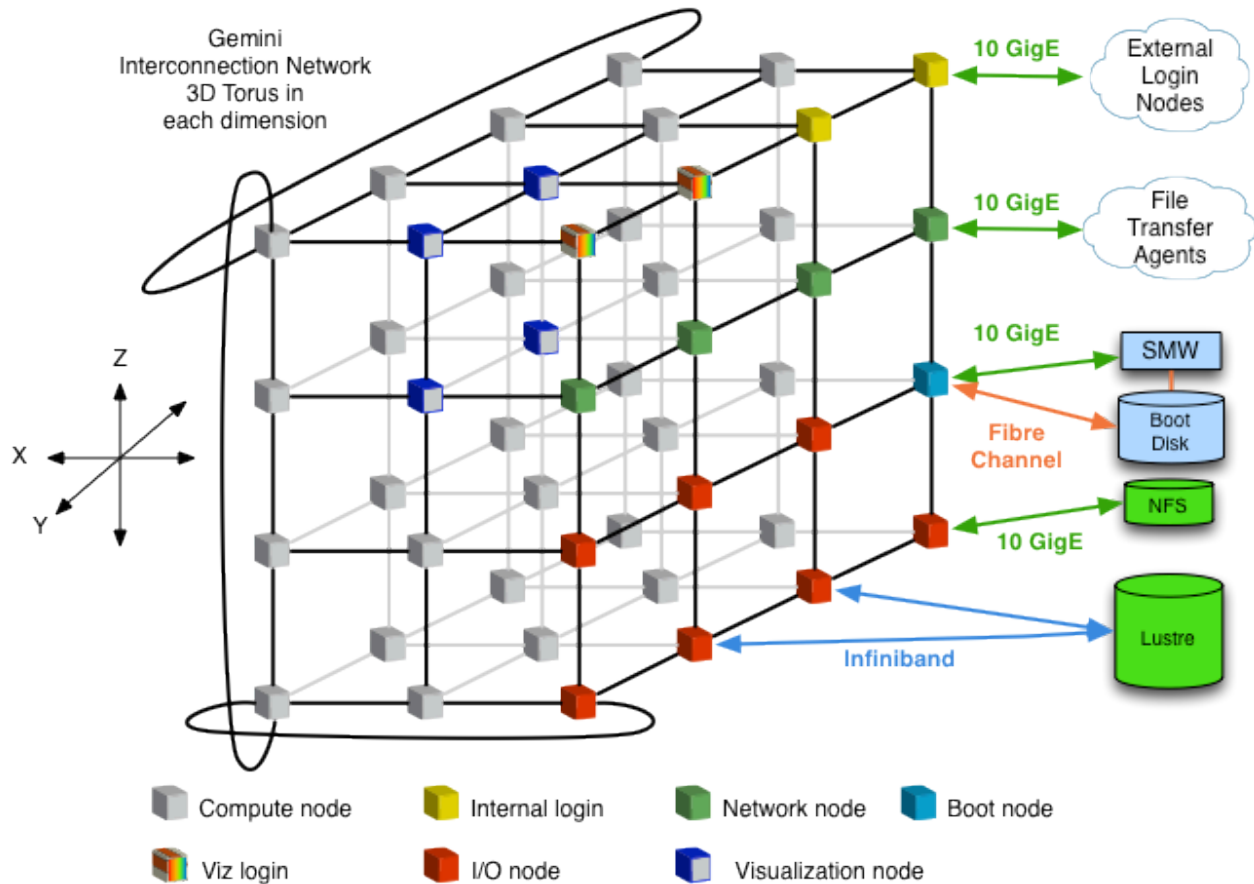 Gemini
Interconnection Network
3D Torus in
each dimension
10 GigE
External
Login
Nodes
10 GigE
File
Transfer
Agents
10 GigE
SMW
Boot
Disk
Fibre
Channel
NFS
10 GigE
Lustre
Infiniband
Z
X
Y
Compute node
Internal login
Network node
Boot node
Viz login
I/O node
Visualization node